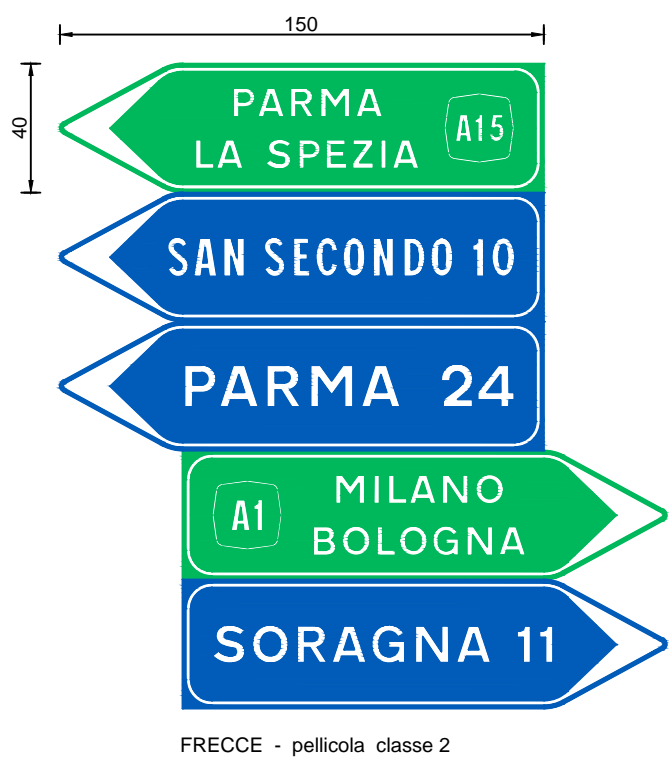 150
40
PARMA
LA SPEZIA
A15
SAN SECONDO 10
PARMA 24
A1
MILANO
BOLOGNA
SORAGNA 11
FRECCE - pellicola classe 2